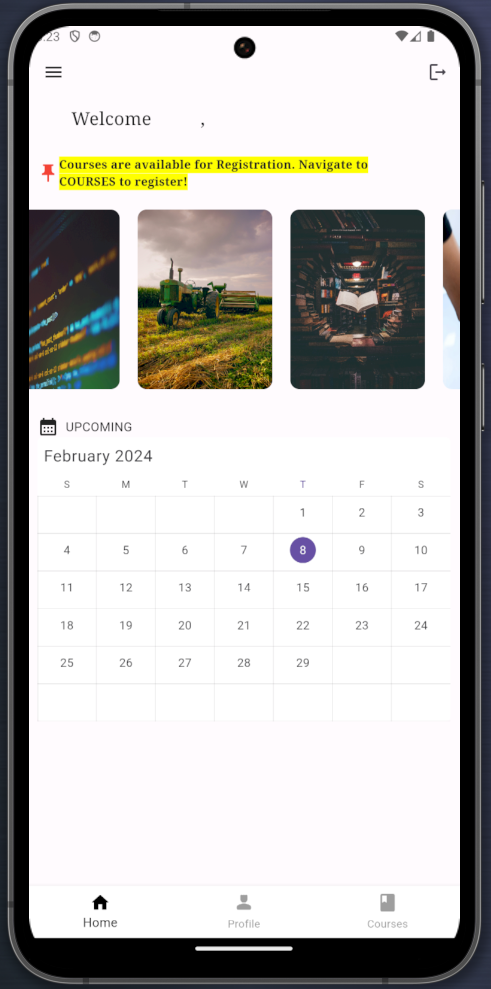 :23
Welcome ,
Courses are available for Registration. Navigate to
COURSES to register!
UPCOMING
February 2024
S M T W T F S
1 2 3
4 5 6 7 8 9 10
11 12 13 14 15 16 17
18 19 20 21 22 23 24
25 26 27 28 29
Home Profile Courses